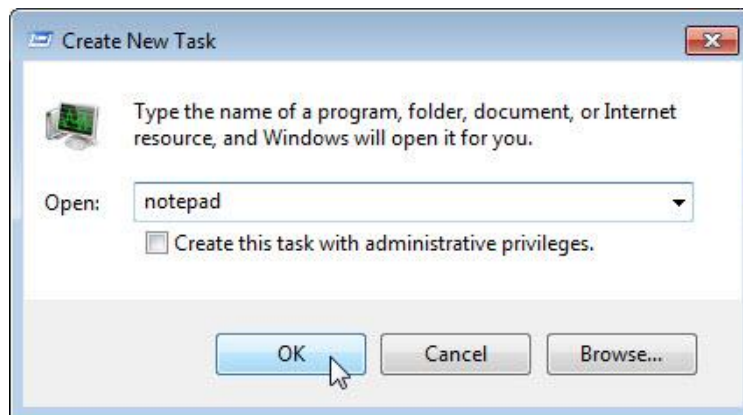 Create New Task
Type the name of a program, folder, document, or Internet
resource, and Windows will open it for you.
Open: notepad
Create this task with administrative privileges.
OK Cancel Browse...